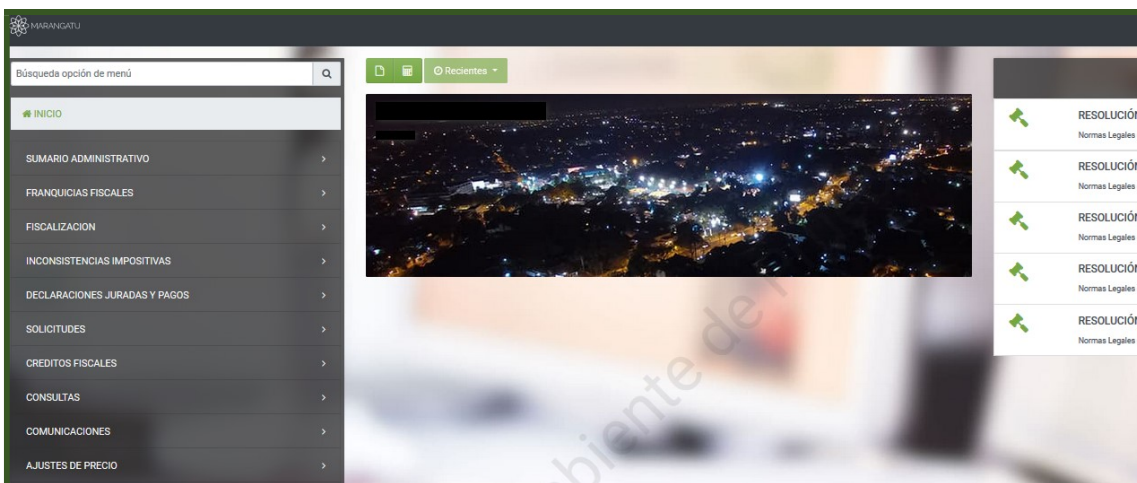 MARANGATU
Búsqueda opción de menú
INICIO
SUMARIO ADMINISTRATIVO
FRANQUICIAS FISCALES
FISCALIZACION
INCONSISTENCIAS IMPOSITIVAS
DECLARACIONES JURADAS Y PAGOS
SOLICITUDES
CREDITOS FISCALES
CONSULTAS
COMUNICACIONES
AJUSTES DE PRECIO
Recientes
RESOLUCIÓN
Normas Legales
RESOLUCIÓN
Normas Legales
RESOLUCIÓN
Normas Legales
RESOLUCIÓN
Normas Legales
RESOLUCIÓN
Normas Legales